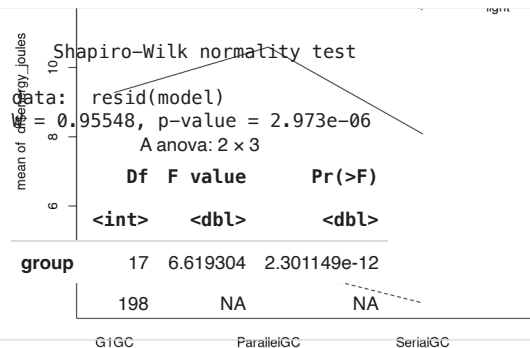 light
Shapiro-Wilk normality test
10
data: resid(model)
W = 0.95548, p-value = 2.973e-06
8
A anova: 2 × 3
Df F value Pr(>F)
6
<int> <dbl> <dbl>
group 17 6.619304 2.301149e-12
198 NA NA
G1GC ParallelGC SerialGC
mean of
energy_joules